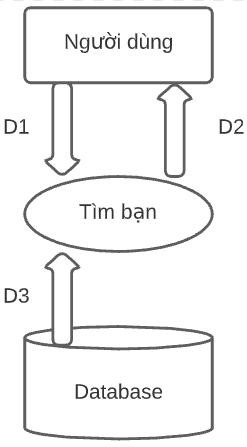 Người dùng
D1
D2
Tìm bạn
D3
Database